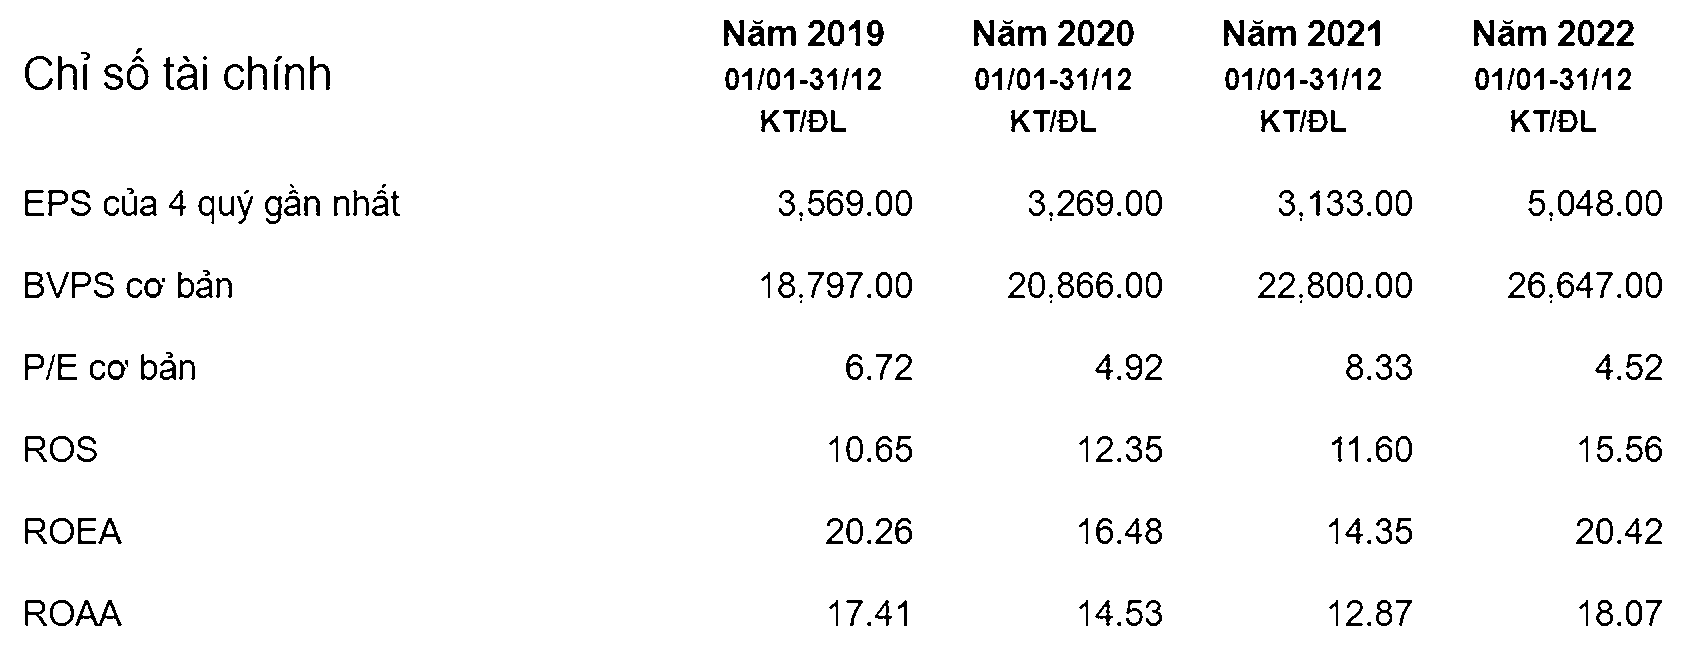 Chỉ số tài chính
Năm 2019 Năm 2020 Năm 2021 Năm 2022
01/01-31/12 01/01-31/12 01/01-31/12 01/01-31/12
KT/ĐL KT/ĐL KT/ĐL KT/ĐL
EPS của 4 quý gần nhất 3,569.00 3,269.00 3,133.00 5,048.00
BVPS cơ bản 18,797.00 20,866.00 22,800.00 26,647.00
P/E cơ bản 6.72 4.92 8.33 4.52
ROS 10.65 12.35 11.60 15.56
ROEA 20.26 16.48 14.35 20.42
ROAA 17.41 14.53 12.87 18.07